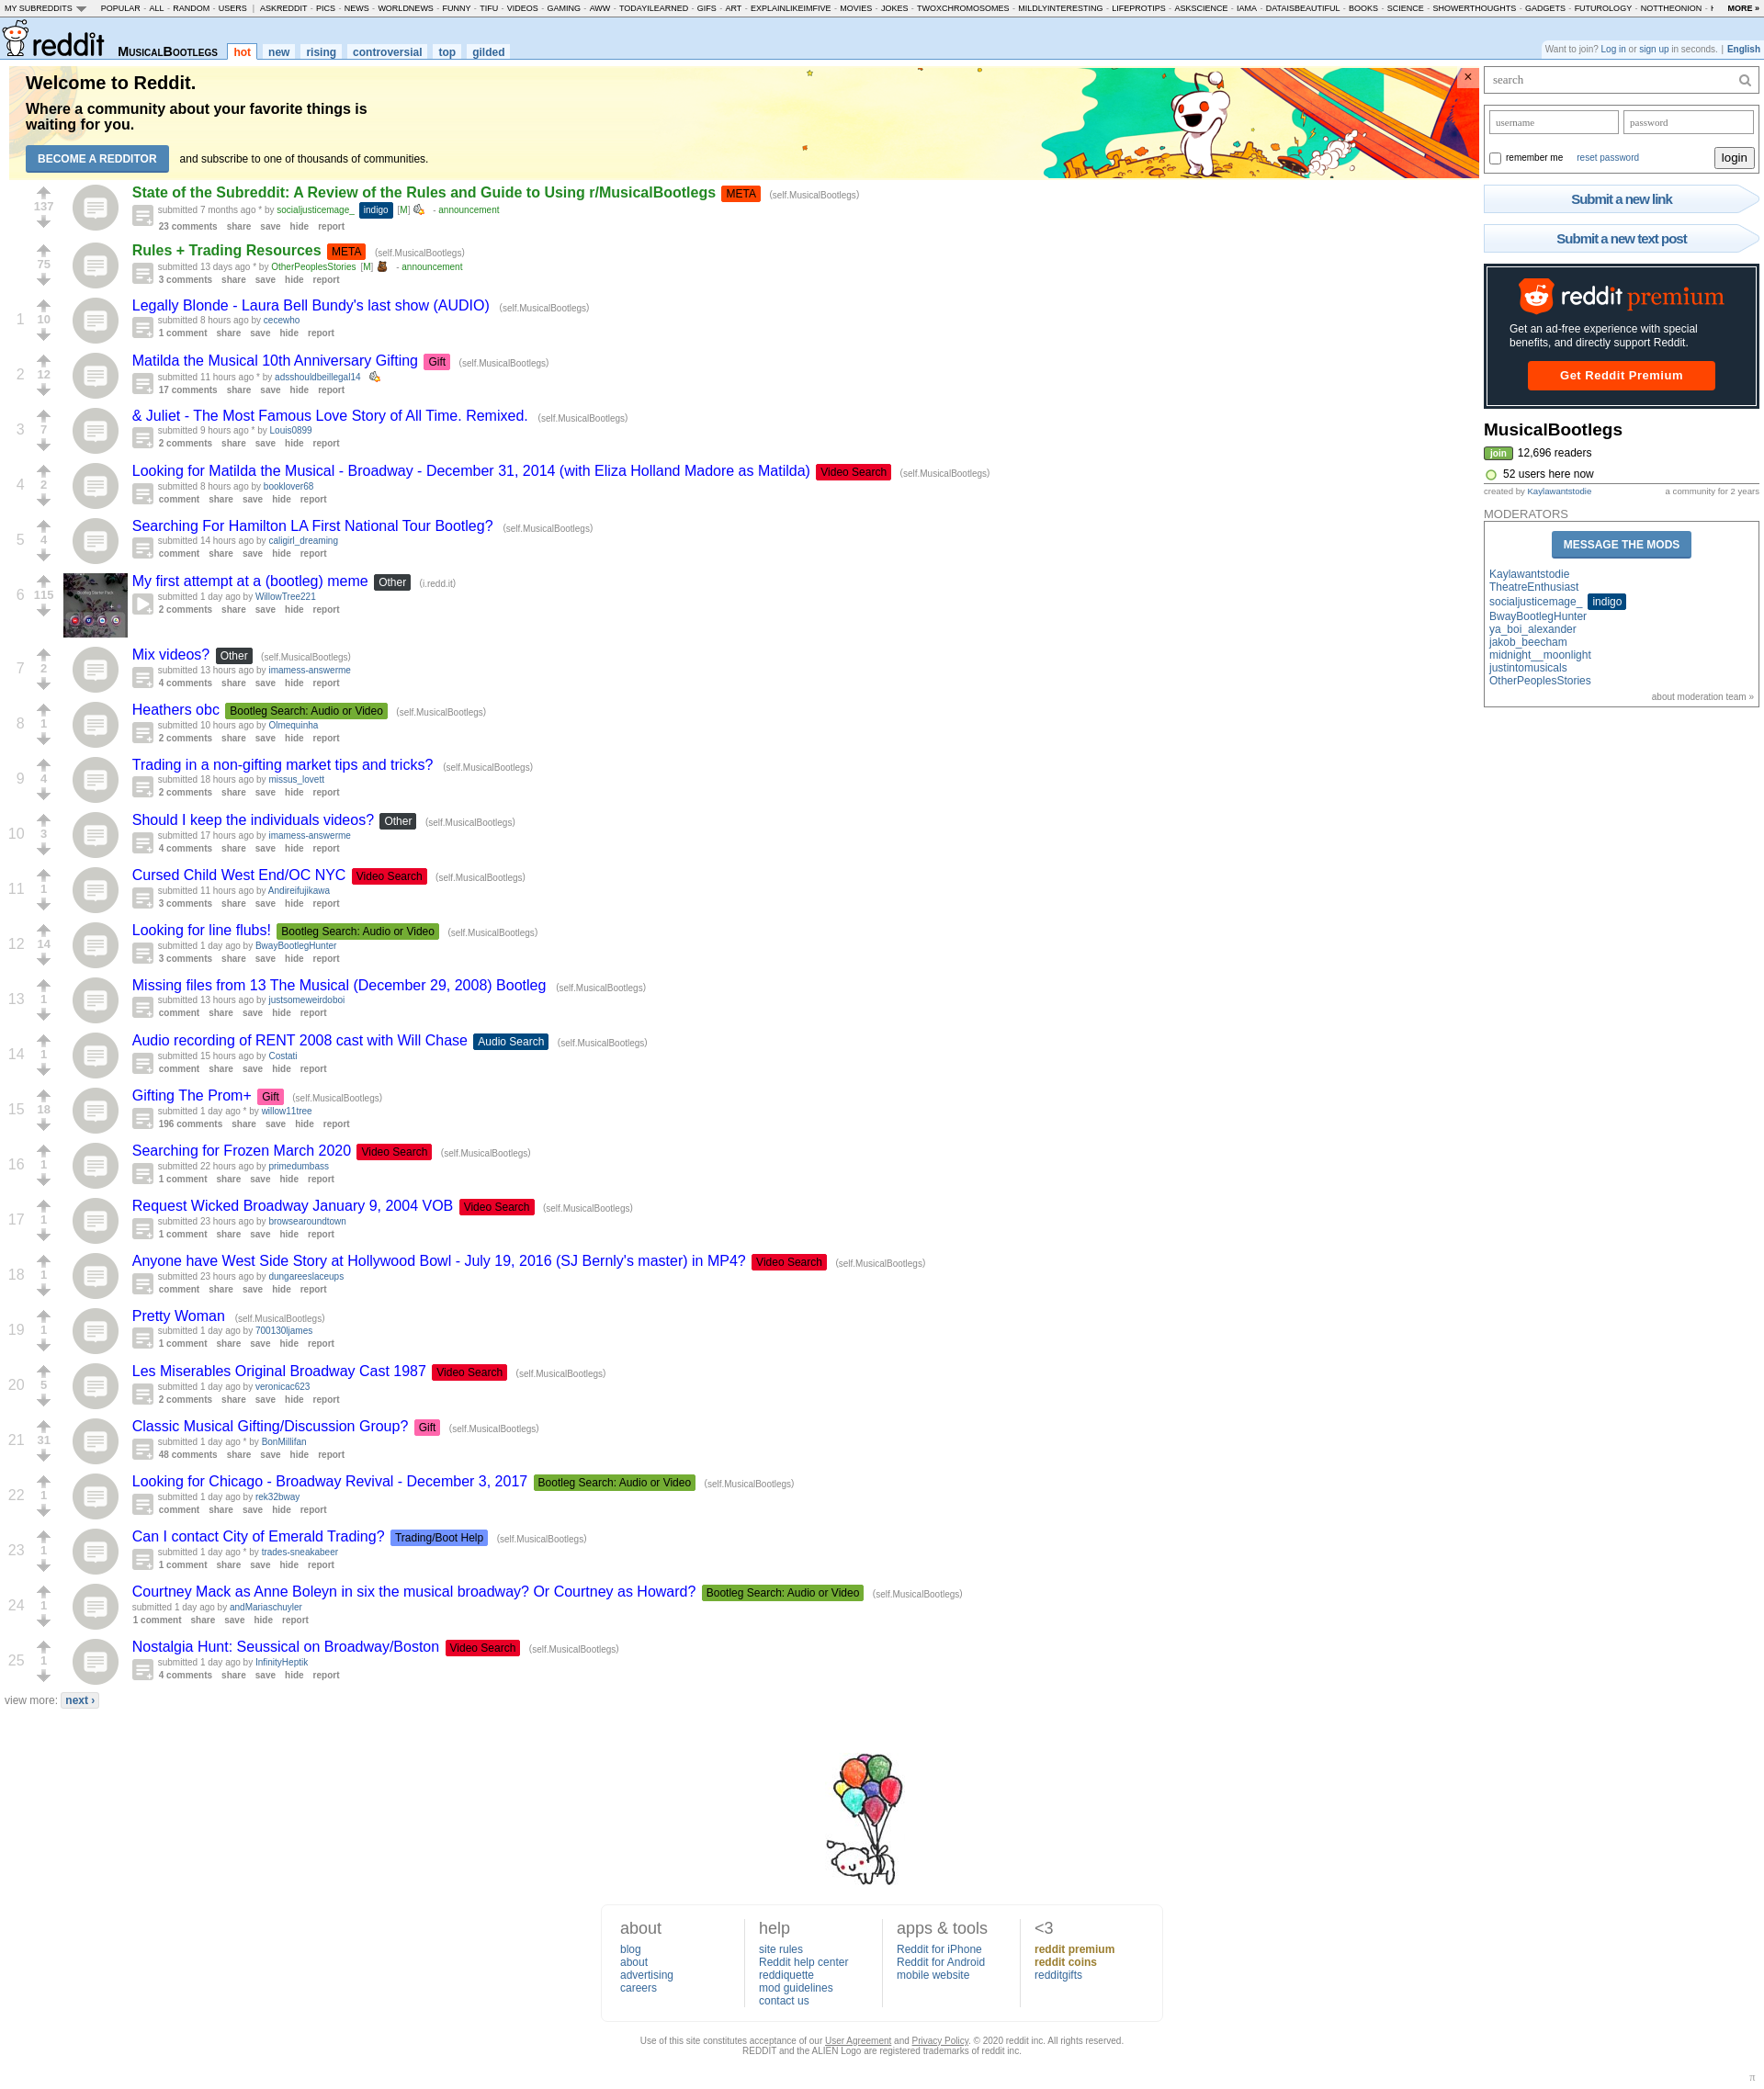 MY SUBREDDITS POPULAR - ALL - RANDOM - USERS | ASKREDDIT - PICS - NEWS - WORLDNEWS - FUNNY - TIFU - VIDEOS - GAMING - AWW - TODAYILEARNED - GIFS - ART - EXPLAINLIKEIMFIVE - MOVIES - JOKES - TWOXCHROMOSOMES - MILDLYINTERESTING - LIFEPROTIPS - ASKSCIENCE - IAMA - DATAISBEAUTIFUL - BOOKS - SCIENCE - SHOWERTHOUGHTS - GADGETS - FUTUROLOGY - NOTTHEONION - MORE »
reddit MUSICALBOOTLEGS hot new rising controversial top gilded
Want to join? Log in or sign up in seconds. | English
Welcome to Reddit.
Where a community about your favorite things is
waiting for you.
BECOME A REDDITOR and subscribe to one of thousands of communities.
×
137
State of the Subreddit: A Review of the Rules and Guide to Using r/MusicalBootlegs META (self.MusicalBootlegs)
submitted 7 months ago * by socialjusticemage_ indigo [M] - announcement
23 comments share save hide report
75
Rules + Trading Resources META (self.MusicalBootlegs)
submitted 13 days ago * by OtherPeoplesStories [M] - announcement
3 comments share save hide report
1 10
Legally Blonde - Laura Bell Bundy's last show (AUDIO) (self.MusicalBootlegs)
submitted 8 hours ago by cecewho
1 comment share save hide report
2 12
Matilda the Musical 10th Anniversary Gifting Gift (self.MusicalBootlegs)
submitted 11 hours ago * by adsshouldbeillegal14
17 comments share save hide report
3 7
& Juliet - The Most Famous Love Story of All Time. Remixed. (self.MusicalBootlegs)
submitted 9 hours ago * by Louis0899
2 comments share save hide report
4 2
Looking for Matilda the Musical - Broadway - December 31, 2014 (with Eliza Holland Madore as Matilda) Video Search (self.MusicalBootlegs)
submitted 8 hours ago by booklover68
comment share save hide report
5 4
Searching For Hamilton LA First National Tour Bootleg? (self.MusicalBootlegs)
submitted 14 hours ago by caligirl_dreaming
comment share save hide report
6 115
My first attempt at a (bootleg) meme Other (i.redd.it)
submitted 1 day ago by WillowTree221
2 comments share save hide report
7 2
Mix videos? Other (self.MusicalBootlegs)
submitted 13 hours ago by imamess-answerme
4 comments share save hide report
8 1
Heathers obc Bootleg Search: Audio or Video (self.MusicalBootlegs)
submitted 10 hours ago by Olmequinha
2 comments share save hide report
9 4
Trading in a non-gifting market tips and tricks? (self.MusicalBootlegs)
submitted 18 hours ago by missus_lovett
2 comments share save hide report
10 3
Should I keep the individuals videos? Other (self.MusicalBootlegs)
submitted 17 hours ago by imamess-answerme
4 comments share save hide report
11 1
Cursed Child West End/OC NYC Video Search (self.MusicalBootlegs)
submitted 11 hours ago by Andireifujikawa
3 comments share save hide report
12 14
Looking for line flubs! Bootleg Search: Audio or Video (self.MusicalBootlegs)
submitted 1 day ago by BwayBootlegHunter
3 comments share save hide report
13 1
Missing files from 13 The Musical (December 29, 2008) Bootleg (self.MusicalBootlegs)
submitted 13 hours ago by justsomeweirdoboi
comment share save hide report
14 1
Audio recording of RENT 2008 cast with Will Chase Audio Search (self.MusicalBootlegs)
submitted 15 hours ago by Costati
comment share save hide report
15 18
Gifting The Prom+ Gift (self.MusicalBootlegs)
submitted 1 day ago * by willow11tree
196 comments share save hide report
16 1
Searching for Frozen March 2020 Video Search (self.MusicalBootlegs)
submitted 22 hours ago by primedumbass
1 comment share save hide report
17 1
Request Wicked Broadway January 9, 2004 VOB Video Search (self.MusicalBootlegs)
submitted 23 hours ago by browsearoundtown
1 comment share save hide report
18 1
Anyone have West Side Story at Hollywood Bowl - July 19, 2016 (SJ Bernly's master) in MP4? Video Search (self.MusicalBootlegs)
submitted 23 hours ago by dungareeslaceups
comment share save hide report
19 1
Pretty Woman (self.MusicalBootlegs)
submitted 1 day ago by 700130ljames
1 comment share save hide report
20 5
Les Miserables Original Broadway Cast 1987 Video Search (self.MusicalBootlegs)
submitted 1 day ago by veronicac623
2 comments share save hide report
21 31
Classic Musical Gifting/Discussion Group? Gift (self.MusicalBootlegs)
submitted 1 day ago * by BonMillifan
48 comments share save hide report
22 1
Looking for Chicago - Broadway Revival - December 3, 2017 Bootleg Search: Audio or Video (self.MusicalBootlegs)
submitted 1 day ago by rek32bway
comment share save hide report
23 1
Can I contact City of Emerald Trading? Trading/Boot Help (self.MusicalBootlegs)
submitted 1 day ago * by trades-sneakabeer
1 comment share save hide report
24 1
Courtney Mack as Anne Boleyn in six the musical broadway? Or Courtney as Howard? Bootleg Search: Audio or Video (self.MusicalBootlegs)
submitted 1 day ago by andMariaschuyler
1 comment share save hide report
25 1
Nostalgia Hunt: Seussical on Broadway/Boston Video Search (self.MusicalBootlegs)
submitted 1 day ago by InfinityHeptik
4 comments share save hide report
view more: next ›
search
username password
remember me reset password login
Submit a new link
Submit a new text post
reddit premium
Get an ad-free experience with special
benefits, and directly support Reddit.
Get Reddit Premium
MusicalBootlegs
join 12,696 readers
52 users here now
created by Kaylawantstodie a community for 2 years
MODERATORS
MESSAGE THE MODS
Kaylawantstodie
TheatreEnthusiast
socialjusticemage_ indigo
BwayBootlegHunter
ya_boi_alexander
jakob_beecham
midnight__moonlight
justintomusicals
OtherPeoplesStories
about moderation team »
about
blog
about
advertising
careers
help
site rules
Reddit help center
reddiquette
mod guidelines
contact us
apps & tools
Reddit for iPhone
Reddit for Android
mobile website
<3
reddit premium
reddit coins
redditgifts
Use of this site constitutes acceptance of our User Agreement and Privacy Policy. © 2020 reddit inc. All rights reserved.
REDDIT and the ALIEN Logo are registered trademarks of reddit inc.
π